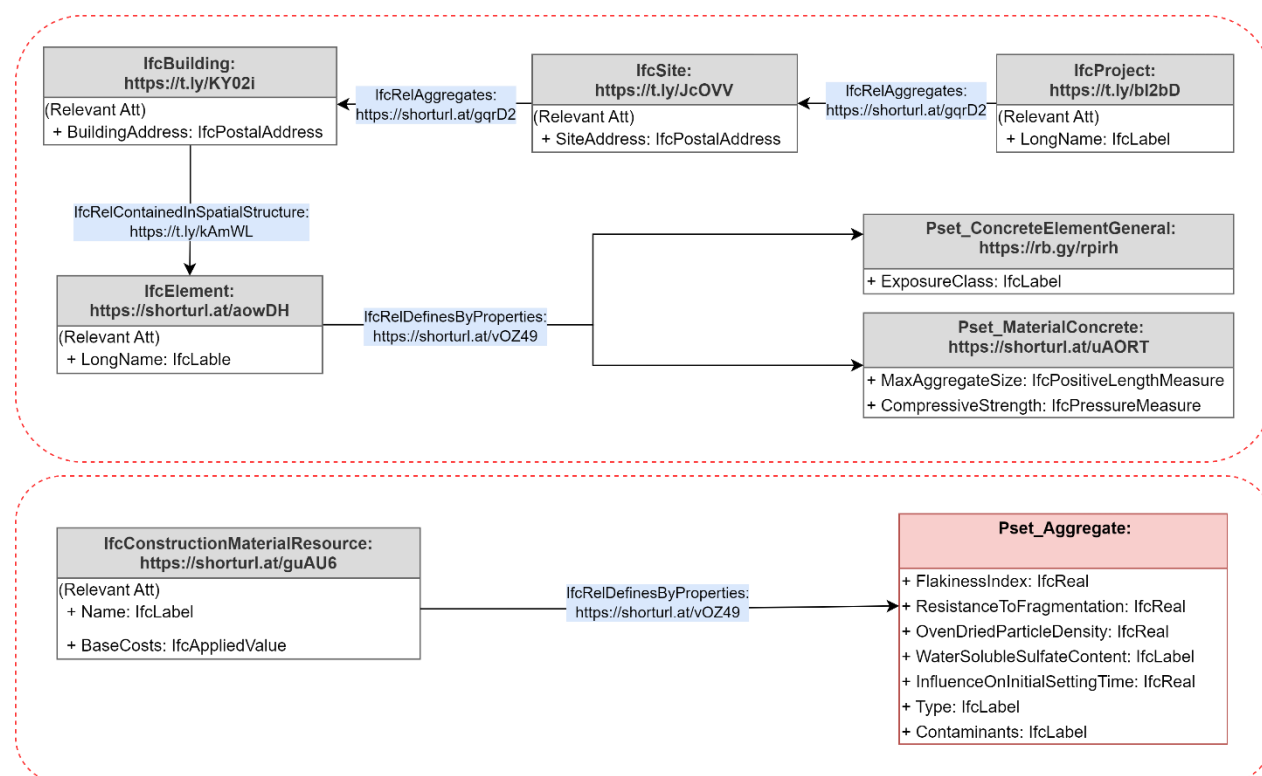 IfcBuilding:
https://t.ly/KY02i
(Relevant Att)
+ BuildingAddress: IfcPostalAddress
IfcRelAggregates:
https://shorturl.at/gqrD2
IfcSite:
https://t.ly/JcOVV
(Relevant Att)
+ SiteAddress: IfcPostalAddress
IfcRelAggregates:
https://shorturl.at/gqrD2
IfcProject:
https://t.ly/bI2bD
(Relevant Att)
+ LongName: IfcLabel
IfcRelContainedInSpatialStructure:
https://t.ly/kAmWL
IfcElement:
https://shorturl.at/aowDH
(Relevant Att)
+ LongName: IfcLable
IfcRelDefinesByProperties:
https://shorturl.at/vOZ49
Pset_ConcreteElementGeneral:
https://rb.gy/rpirh
+ ExposureClass: IfcLabel
Pset_MaterialConcrete:
https://shorturl.at/uAORT
+ MaxAggregateSize: IfcPositiveLengthMeasure
+ CompressiveStrength: IfcPressureMeasure
IfcConstructionMaterialResource:
https://shorturl.at/guAU6
(Relevant Att)
+ Name: IfcLabel
+ BaseCosts: IfcAppliedValue
IfcRelDefinesByProperties:
https://shorturl.at/vOZ49
Pset_Aggregate:
+ FlakinessIndex: IfcReal
+ ResistanceToFragmentation: IfcReal
+ OvenDriedParticleDensity: IfcReal
+ WaterSolubleSulfateContent: IfcLabel
+ InfluenceOnInitialSettingTime: IfcReal
+ Type: IfcLabel
+ Contaminants: IfcLabel